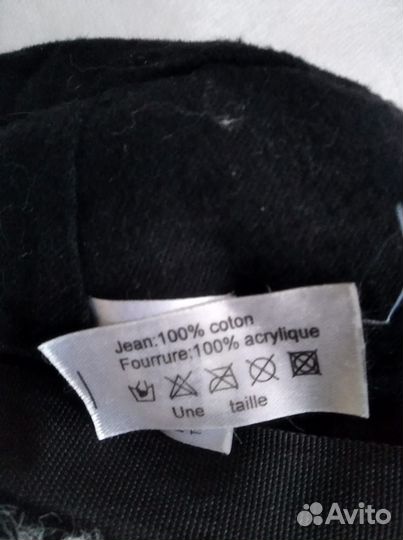 Jean:100% coton
Fourrure:100% acrylique
Une taille
Avito